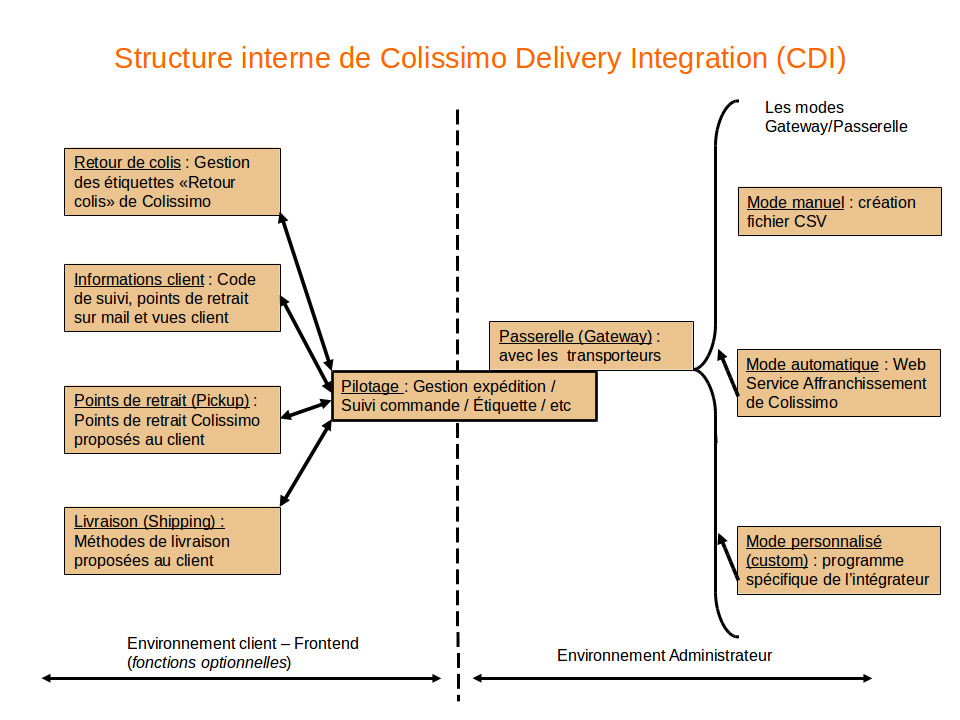 Structure interne de Colissimo Delivery Integration (CDI)
Les modes
Gateway/Passerelle
Retour de colis : Gestion
des étiquettes «Retour
colis» de Colissimo
Mode manuel : création
fichier CSV
Informations client : Code
de suivi, points de retrait
sur mail et vues client
Passerelle (Gateway) :
avec les  transporteurs
Mode automatique : Web
Service Affranchissement
de Colissimo
Pilotage : Gestion expédition /
Suivi commande / Étiquette / etc
Points de retrait (Pickup) :
Points de retrait Colissimo
proposés au client
Livraison (Shipping) :
Méthodes de livraison
proposées au client
Mode personnalisé
(custom) : programme
spécifique de l’intégrateur
Environnement client – Frontend
(fonctions optionnelles)
Environnement Administrateur